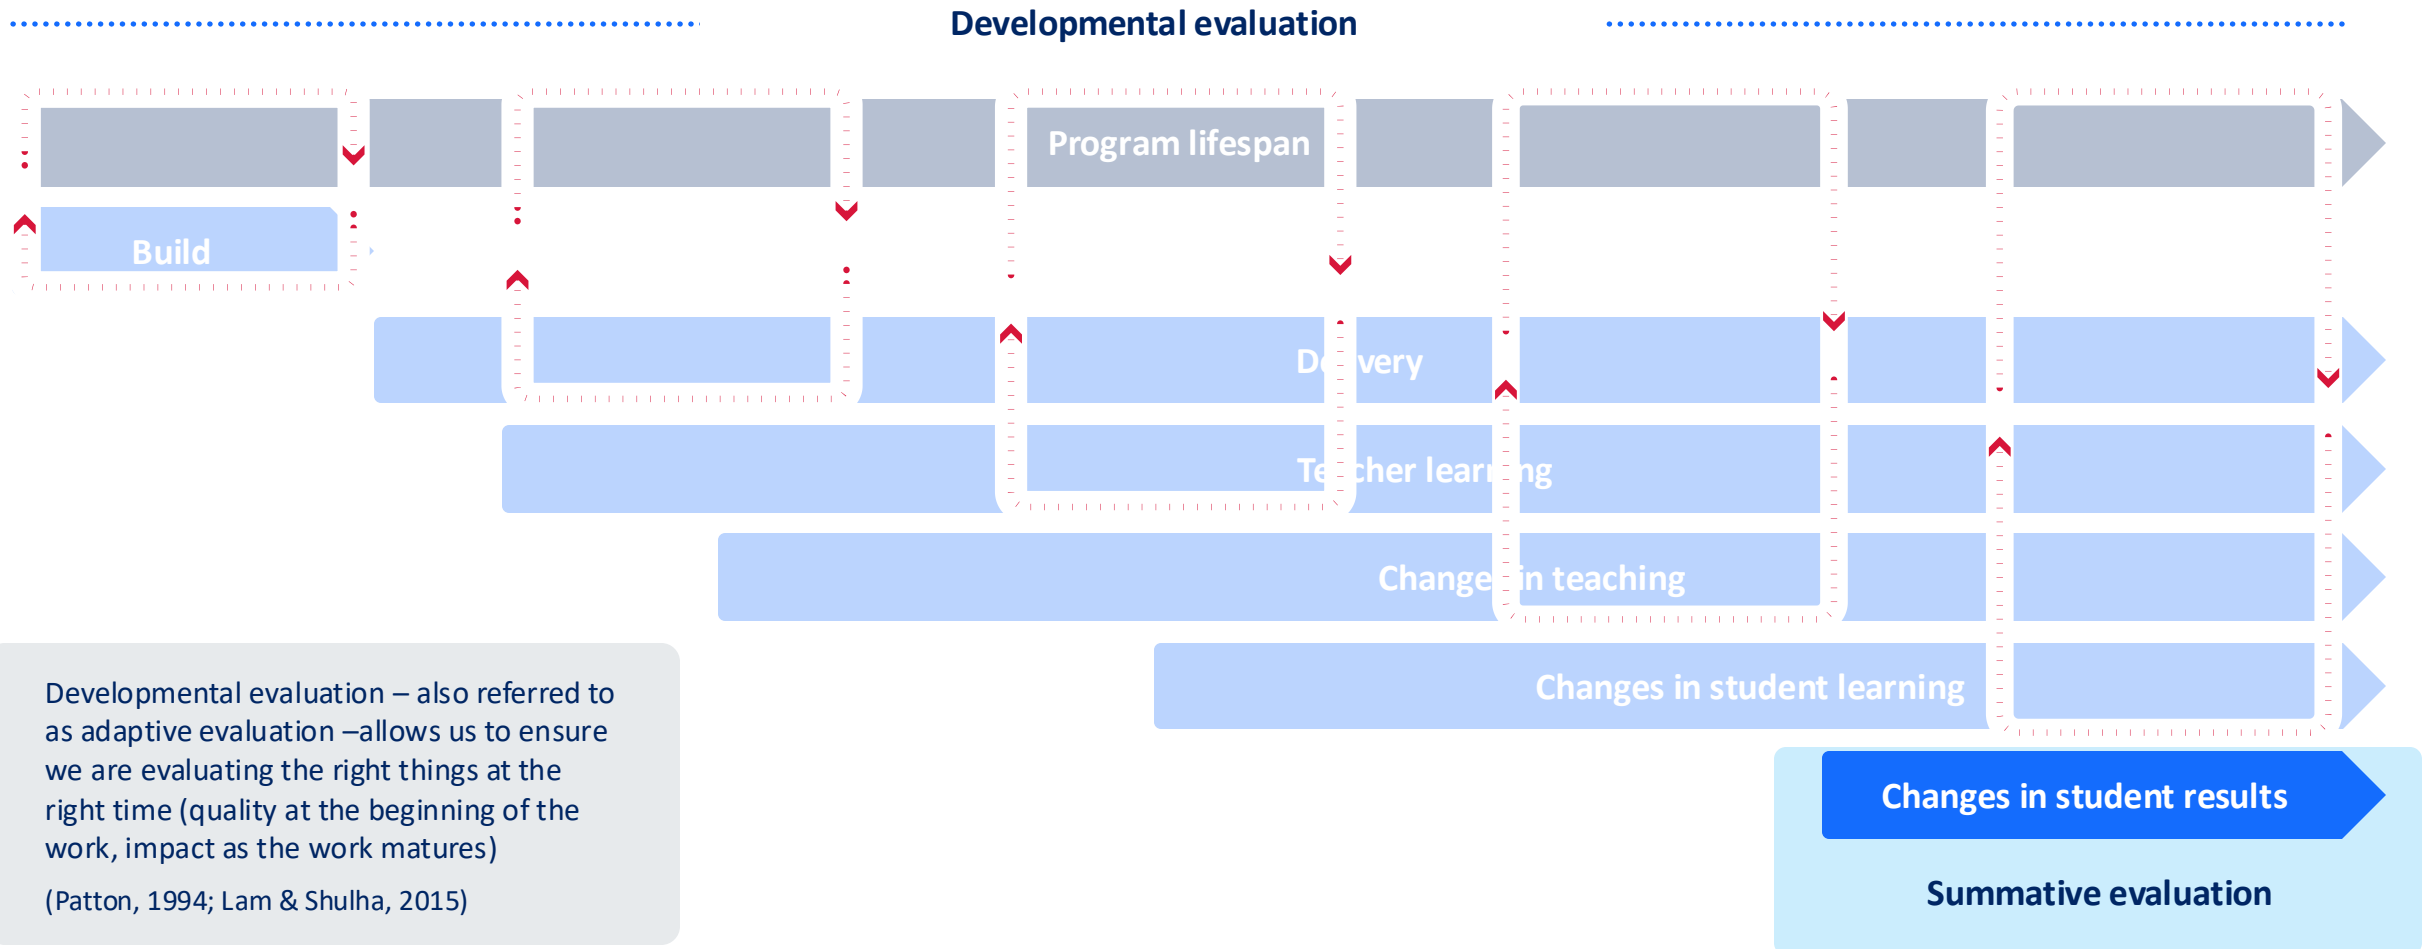 Developmental evaluation
Program lifespan
Build
Delivery
Teacher learning
Changes in teaching
Changes in student learning
Developmental evaluation – also referred to
as adaptive evaluation –allows us to ensure
we are evaluating the right things at the
right time (quality at the beginning of the
work, impact as the work matures)
(Patton, 1994; Lam & Shulha, 2015)
Changes in student results
Summative evaluation